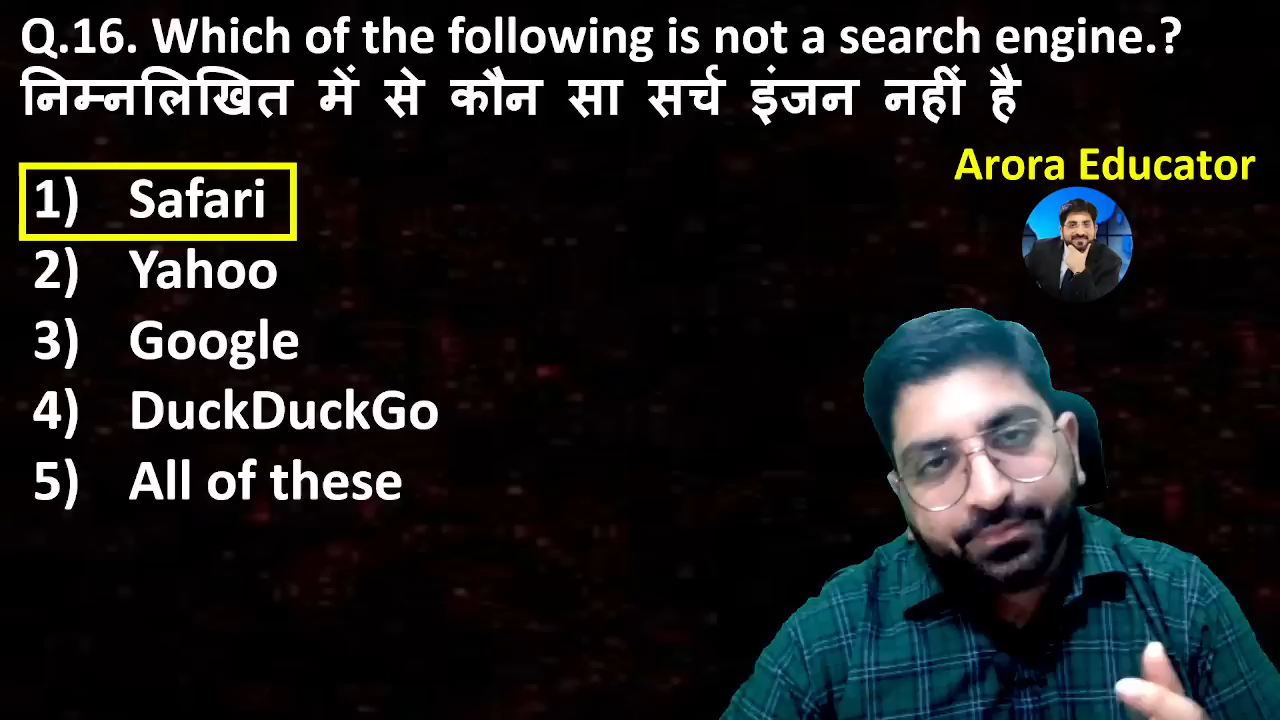 Q.16. Which of the following is not a search engine.?
निम्नलिखित में से कौन सा सर्च इंजन नहीं है
Arora Educator
1) Safari
2) Yahoo
3) Google
4) DuckDuckGo
5) All of these